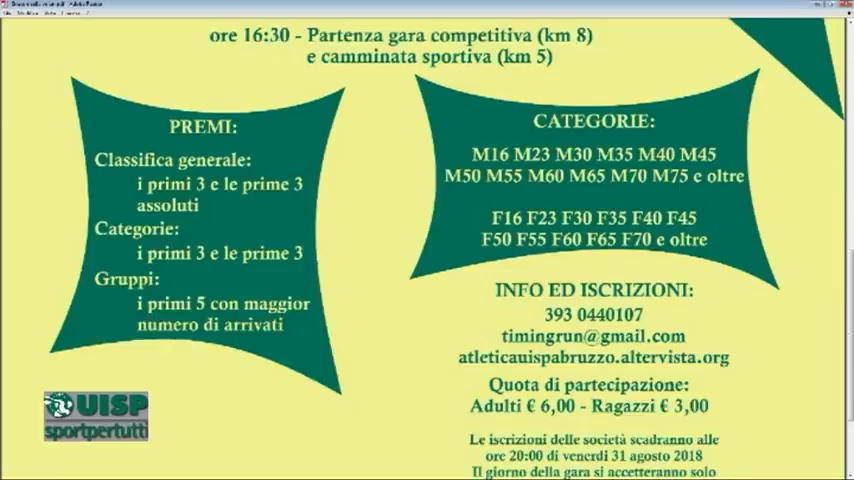 ore 16:30 - Partenza gara competitiva (km 8)
e camminata sportiva (km 5)
PREMI:
Classifica generale:
i primi 3 e le prime 3
assoluti
Categorie:
i primi 3 e le prime 3
Gruppi:
i primi 5 con maggior
numero di arrivati
CATEGORIE:
M16 M23 M30 M35 M40 M45
M50 M55 M60 M65 M70 M75 e oltre
F16 F23 F30 F35 F40 F45
F50 F55 F60 F65 F70 e oltre
INFO ED ISCRIZIONI:
393 0440107
timingrun@gmail.com
atleticauispabruzzo.altervista.org
Quota di partecipazione:
Adulti € 6,00 - Ragazzi € 3,00
Le iscrizioni delle società scadranno alle
ore 20:00 di venerdi 31 agosto 2018
Il giorno della gara si accetteranno solo
UISP
sportpertutti